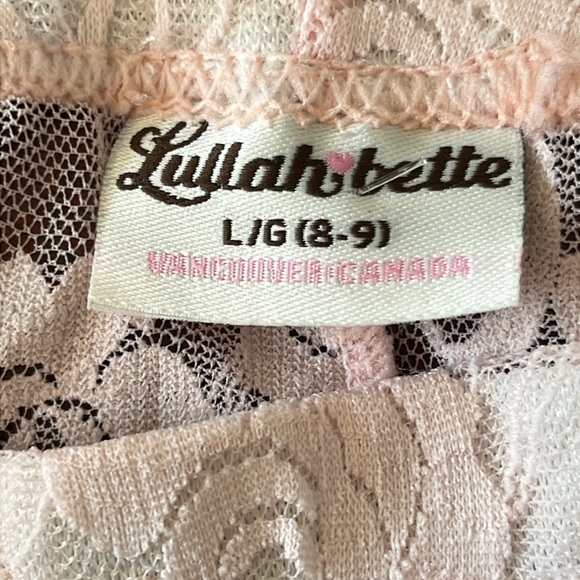 Lullah♥bette
L/G (8-9)
VANCOUVER·CANADA